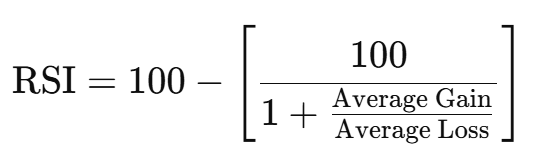 RSI = 100 − [ 100 / ( 1 + Average Gain / Average Loss ) ]